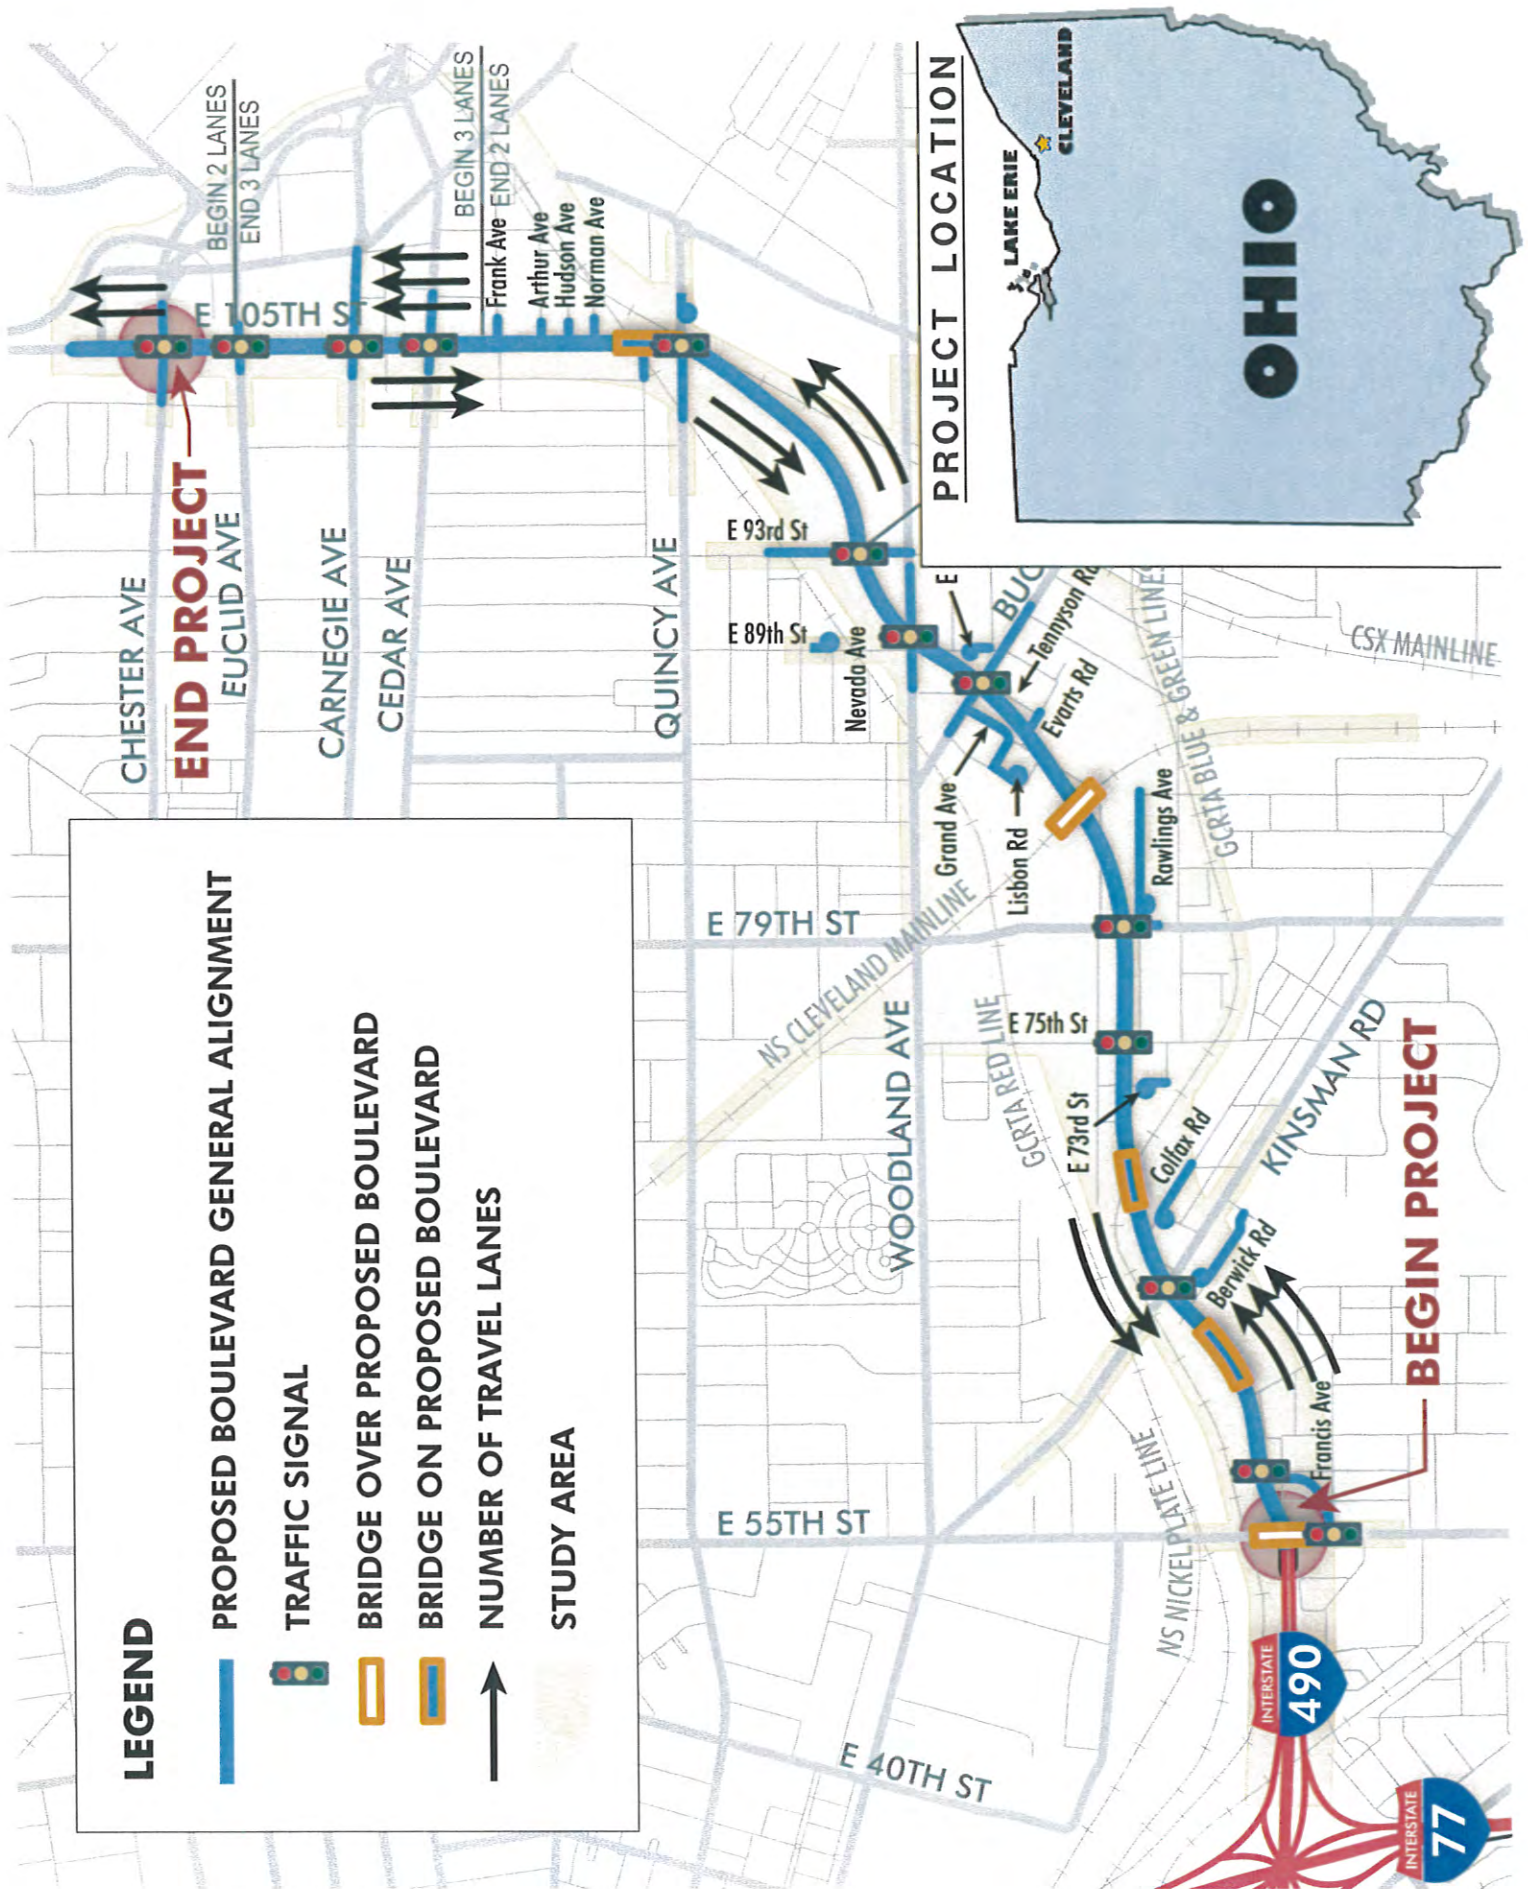 LEGEND
PROPOSED BOULEVARD GENERAL ALIGNMENT
TRAFFIC SIGNAL
BRIDGE OVER PROPOSED BOULEVARD
BRIDGE ON PROPOSED BOULEVARD
NUMBER OF TRAVEL LANES
STUDY AREA
CHESTER AVE
END PROJECT
EUCLID AVE
CARNEGIE AVE
CEDAR AVE
QUINCY AVE
BEGIN 2 LANES
END 3 LANES
E 105TH ST
BEGIN 3 LANES
END 2 LANES
Frank Ave
Arthur Ave
Hudson Ave
Norman Ave
E 93rd St
E 89th St
Nevada Ave
E
BUC
Tennyson Rd
Evarts Rd
Grand Ave
Lisbon Rd
Rawlings Ave
GCRTA BLUE & GREEN LINES
CSX MAINLINE
E 79TH ST
NS CLEVELAND MAINLINE
WOODLAND AVE
GCRTA RED LINE
E 75th St
E 73rd St
Colfax Rd
KINSMAN RD
Berwick Rd
BEGIN PROJECT
Francis Ave
E 55TH ST
NS NICKELPLATE LINE
E 40TH ST
INTERSTATE
490
INTERSTATE
77
PROJECT LOCATION
LAKE ERIE
CLEVELAND
OHIO